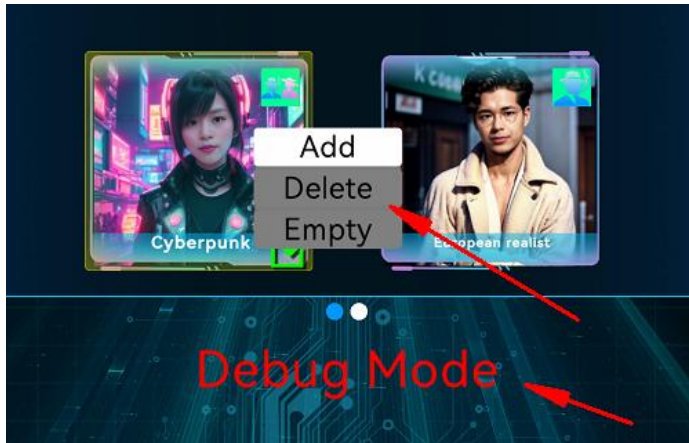 Add
Delete
Empty
Cyberpunk
European realist
Debug Mode